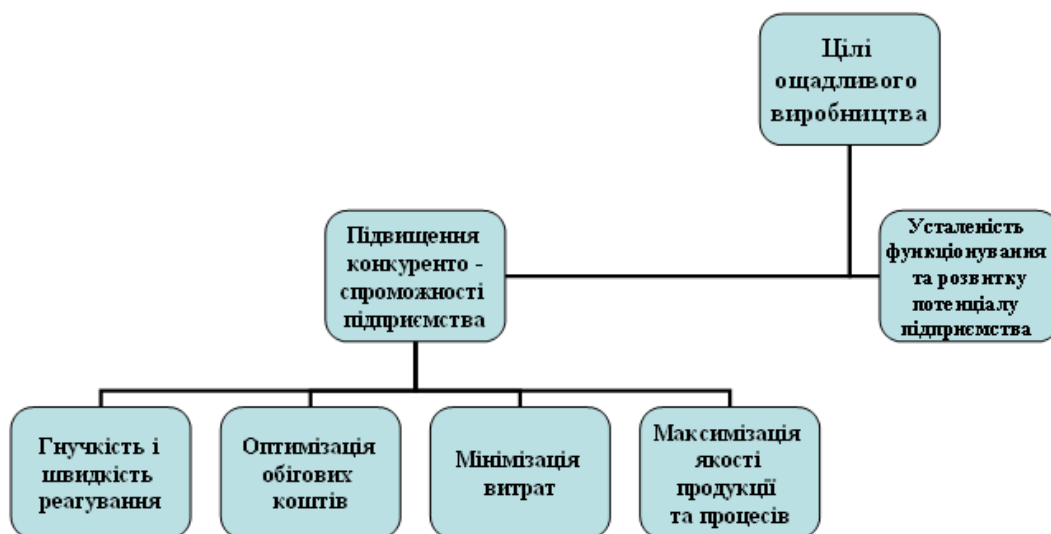 Цілі
ощадливого
виробництва
Підвищення
конкуренто -
спроможності
підприємства
Усталеність
функціонування
та розвитку
потенціалу
підприємства
Гнучкість і
швидкість
реагування
Оптимізація
обігових
коштів
Мінімізація
витрат
Максимізація
якості
продукції
та процесів